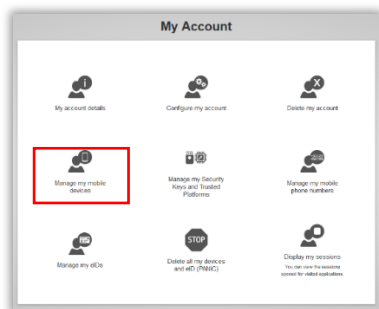 My Account
My account details
Configure my account
Delete my account
Manage my mobile
devices
Manage my Security
Keys and Trusted
Platforms
Manage my mobile
phone numbers
Manage my eIDs
STOP
Delete all my devices
and eID (PANIC)
Display my sessions
You can view the sessions
opened for visited applications